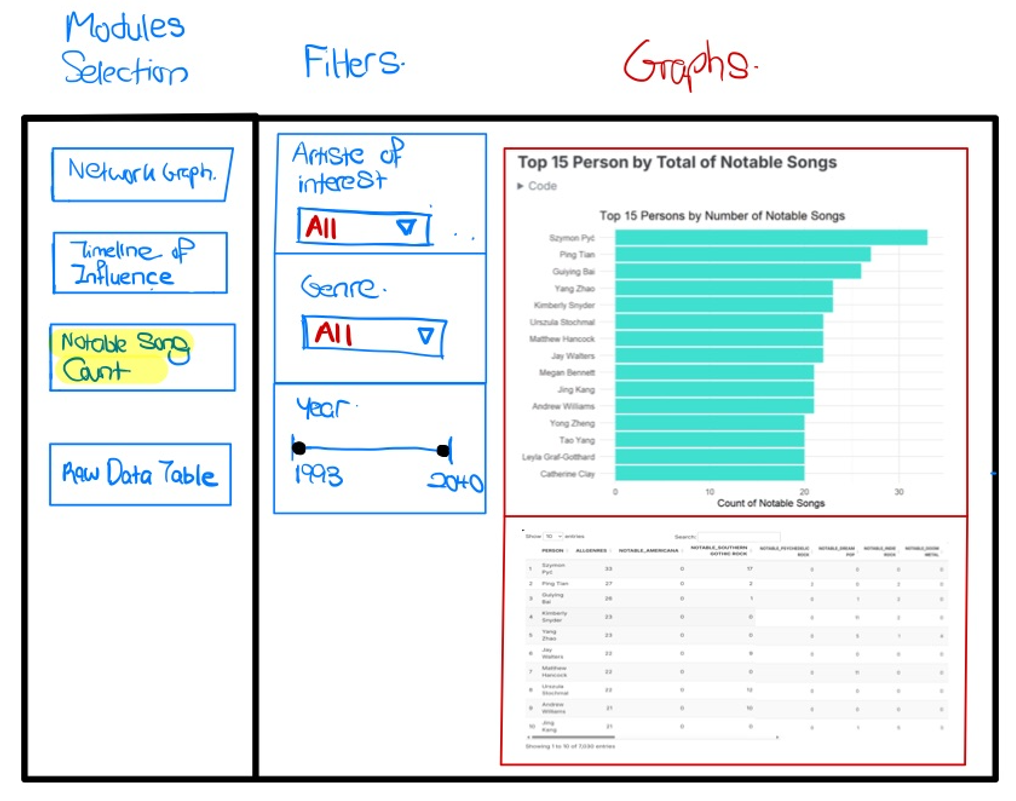 Modules
Selection
Filters.
Graphs.
Network Graph.
Timeline of
Influence
Notable Song
Count
Raw Data Table
Artiste of
interest
All
Genre.
All
Year.
1993
2040
Top 15 Person by Total of Notable Songs
▶ Code
Top 15 Persons by Number of Notable Songs
Szymon Pyć
Ping Tian
Guiying Bai
Yang Zhao
Kimberly Snyder
Urszula Stochmal
Matthew Hancock
Jay Walters
Megan Bennett
Jing Kang
Andrew Williams
Yong Zheng
Tao Yang
Leyla Graf-Gotthard
Catherine Clay
0 10 20 30
Count of Notable Songs
Show 10 entries Search:
PERSON ALLGENRES NOTABLE_AMERICANA NOTABLE_SOUTHERN GOTHIC ROCK NOTABLE_PSYCHEDELIC ROCK NOTABLE_DREAM POP NOTABLE_INDIE ROCK NOTABLE_DOOM METAL
1 Szymon Pyć 33 0 17 0 0 0 0
2 Ping Tian 27 0 2 2 0 2 0
3 Guiying Bai 26 0 1 0 1 2 0
4 Kimberly Snyder 23 0 0 0 11 2 0
5 Yang Zhao 23 0 0 0 5 1 4
6 Jay Walters 22 0 9 0 0 0 0
7 Matthew Hancock 22 0 0 0 11 0 0
8 Urszula Stochmal 22 0 12 0 0 0 0
9 Andrew Williams 21 0 10 0 0 0 0
10 Jing Kang 21 0 0 0 1 5 3
Showing 1 to 10 of 7,030 entries